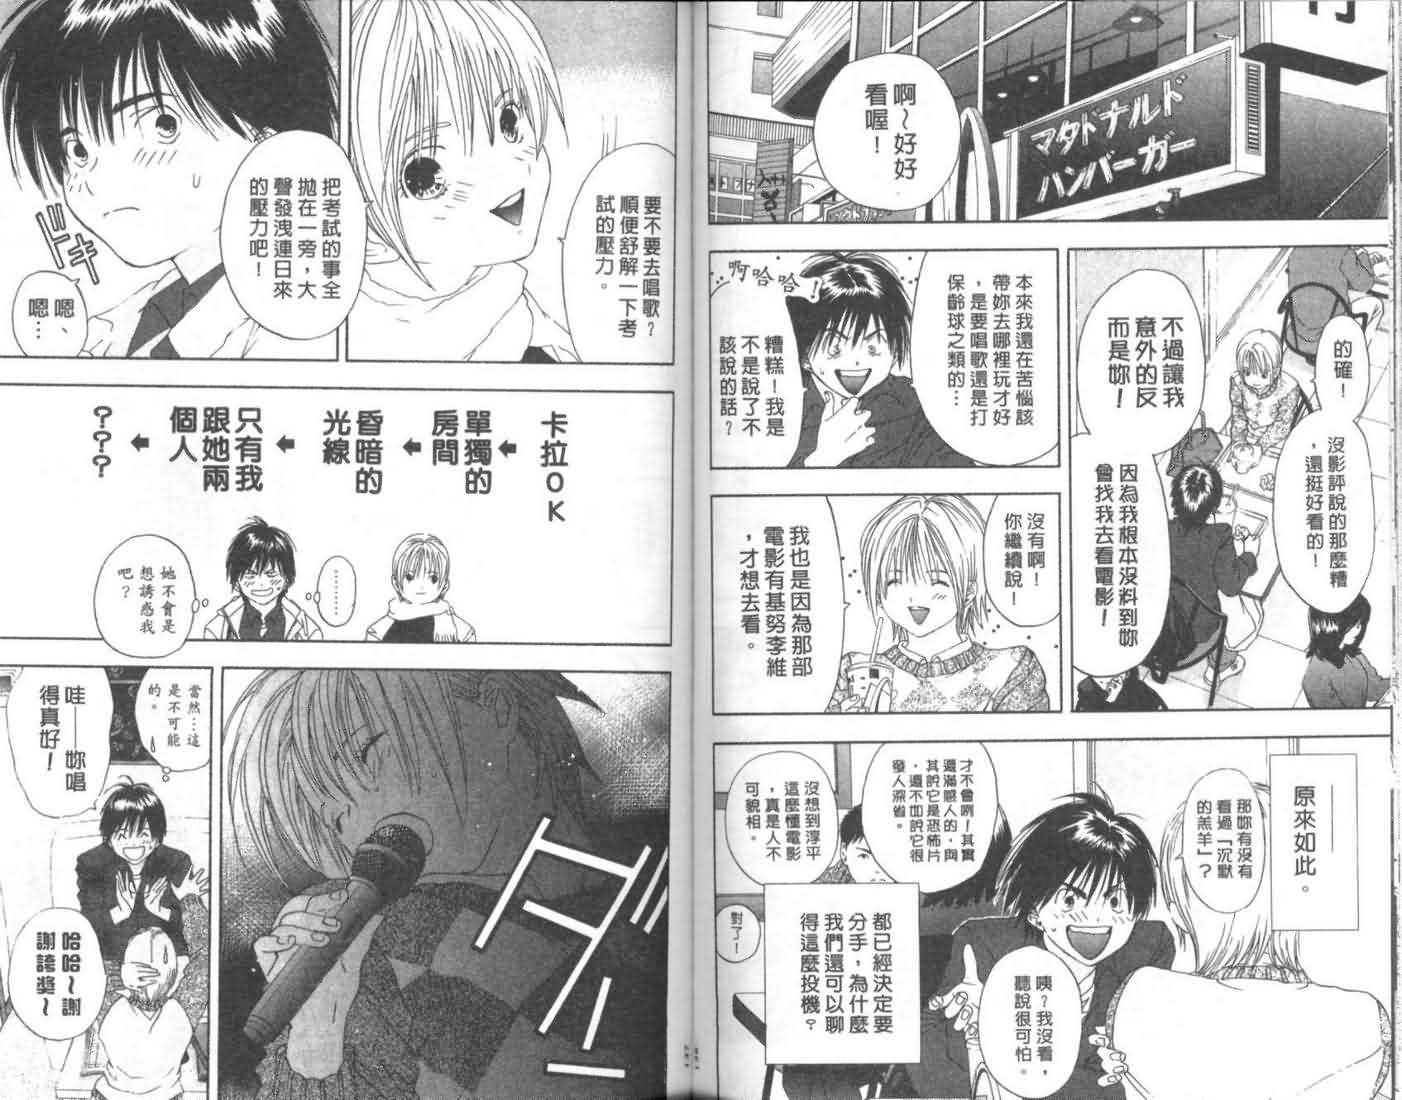 啊～好好
看喔！
マクドナルド
ハンバーガー
的確！
沒影評說的那麼糟
，還挺好看的！
不過讓我
意外的反
而是妳！
因為我根本沒料到妳
會找我去看電影！
本來我還在苦惱該
帶妳去哪裡玩才好
，是要唱歌還是打
保齡球之類的…
啊哈哈！
糟糕！我是
不是說了不
該說的話？
沒有啊！
你繼續說！
我也是因為那部
電影有基努李維
，才想去看。
——
原來如此。
那妳有沒有
看過「沉默
的羔羊」？
咦？我沒看，
聽說很可怕。
才不會咧！其實
還滿感人的，與
其說它是恐怖片
，還不如說它很
發人深省。
沒想到淳平
這麼懂電影
，真是人不
可貌相。
對了！
都已經決定要
分手，為什麼
我們還可以聊
得這麼投機？
要不要去唱歌？
順便舒解一下考
試的壓力。
把考試的事全
拋在一旁，大
聲發洩連日來
的壓力吧！
ドキ
嗯、
嗯…
卡拉OK
單獨的
房間
昏暗的
光線
只有我
跟她兩
個人
？？？
………
她不會是
想誘惑我
吧？
當然…這
是不可能
的。
哇——妳唱
得真好！
哈哈～謝
謝誇獎～